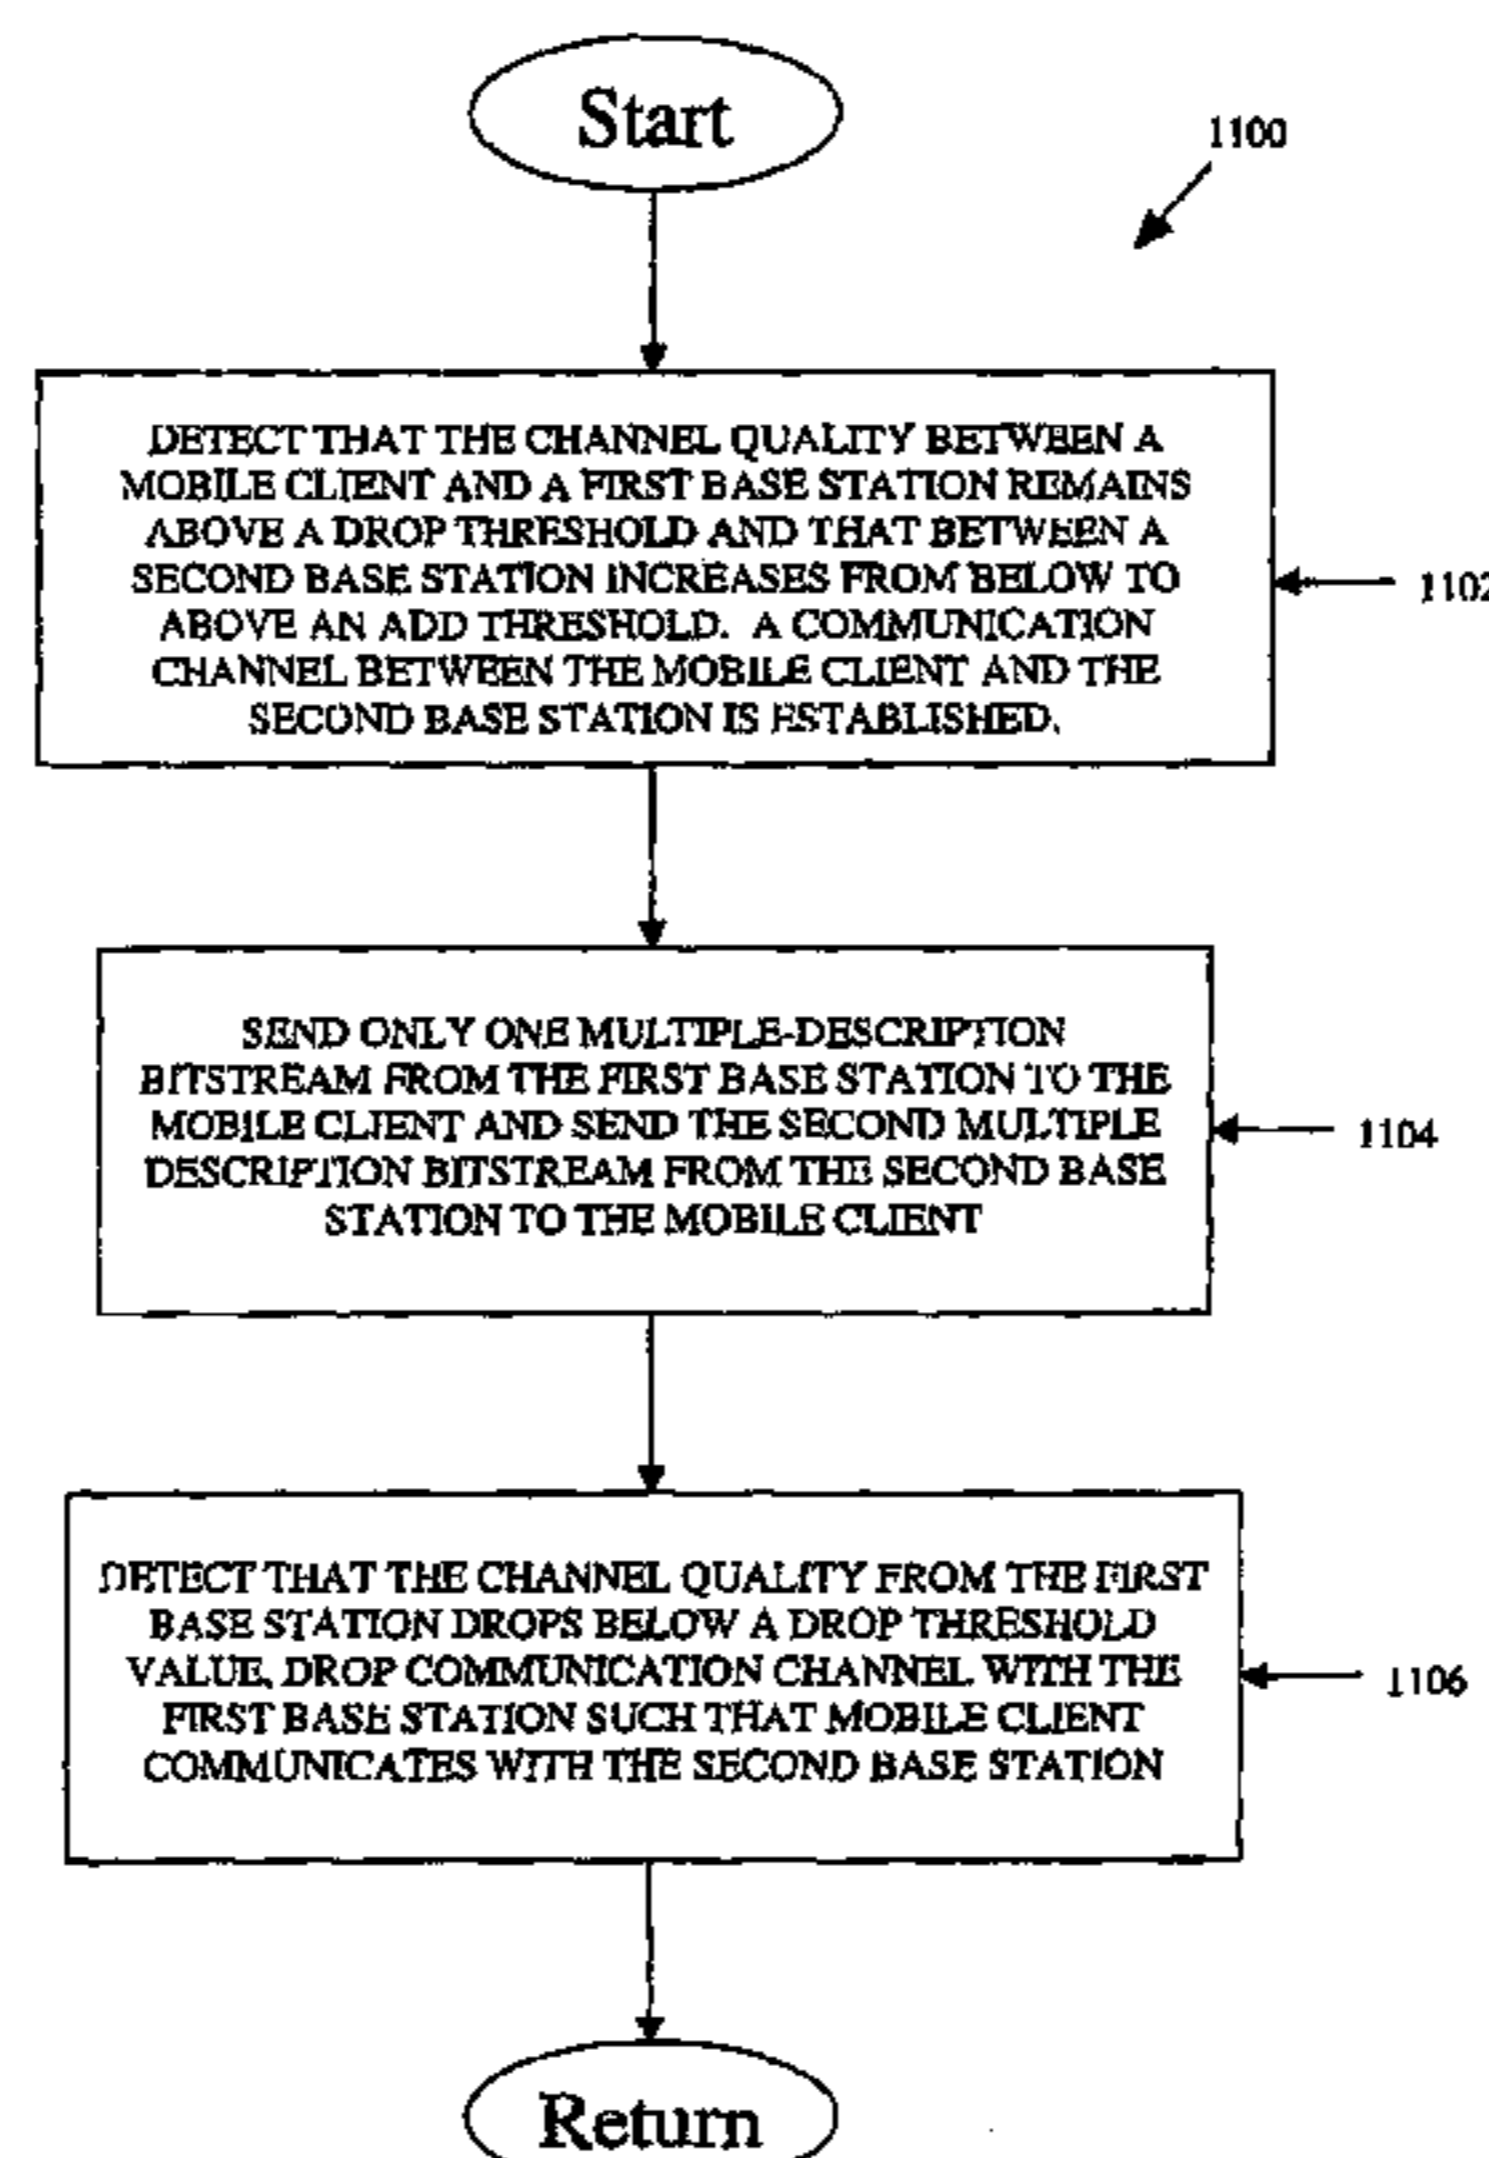 Start
1100
DETECT THAT THE CHANNEL QUALITY BETWEEN A
MOBILE CLIENT AND A FIRST BASE STATION REMAINS
ABOVE A DROP THRESHOLD AND THAT BETWEEN A
SECOND BASE STATION INCREASES FROM BELOW TO
ABOVE AN ADD THRESHOLD. A COMMUNICATION
CHANNEL BETWEEN THE MOBILE CLIENT AND THE
SECOND BASE STATION IS ESTABLISHED.
1102
SEND ONLY ONE MULTIPLE-DESCRIPTION
BITSTREAM FROM THE FIRST BASE STATION TO THE
MOBILE CLIENT AND SEND THE SECOND MULTIPLE
DESCRIPTION BITSTREAM FROM THE SECOND BASE
STATION TO THE MOBILE CLIENT
1104
DETECT THAT THE CHANNEL QUALITY FROM THE FIRST
BASE STATION DROPS BELOW A DROP THRESHOLD
VALUE, DROP COMMUNICATION CHANNEL WITH THE
FIRST BASE STATION SUCH THAT MOBILE CLIENT
COMMUNICATES WITH THE SECOND BASE STATION
1106
Return